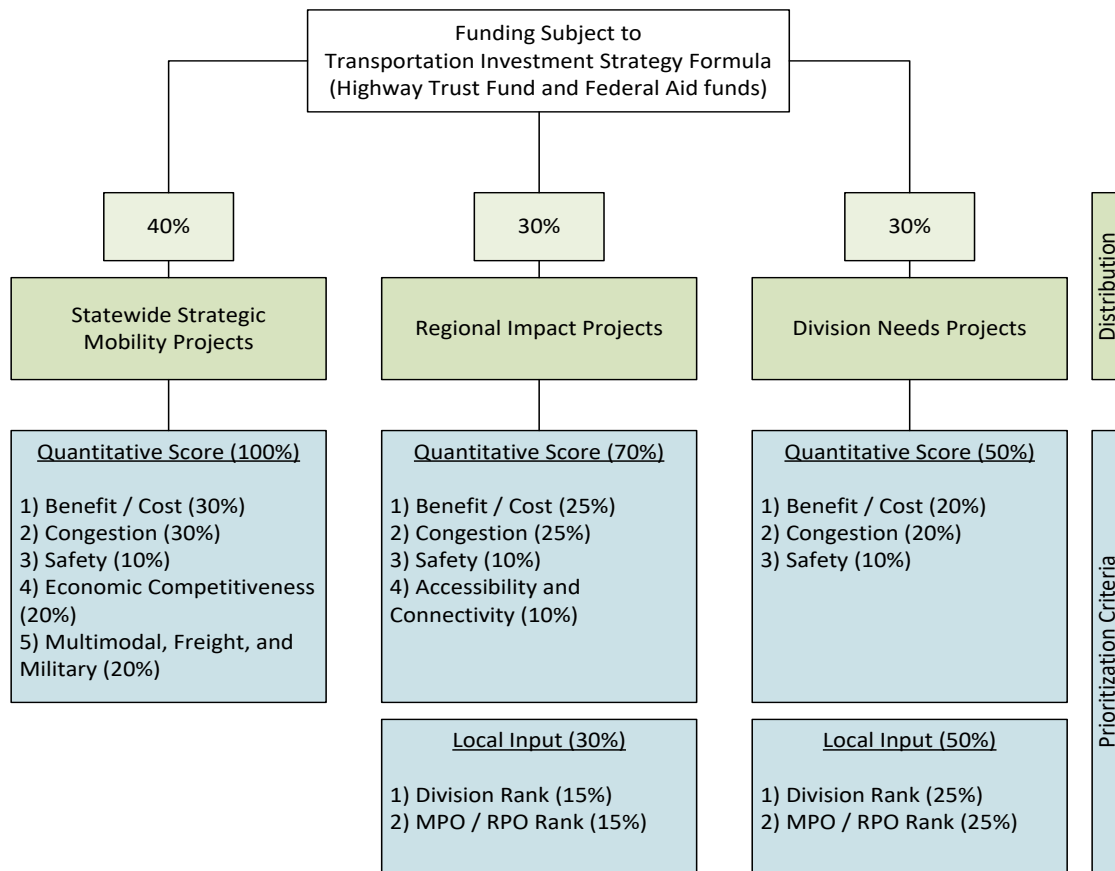 Funding Subject to
Transportation Investment Strategy Formula
(Highway Trust Fund and Federal Aid funds)
40%
30%
30%
Statewide Strategic
Mobility Projects
Regional Impact Projects
Division Needs Projects
Distribution
Quantitative Score (100%)
1) Benefit / Cost (30%)
2) Congestion (30%)
3) Safety (10%)
4) Economic Competitiveness
(20%)
5) Multimodal, Freight, and
Military (20%)
Quantitative Score (70%)
1) Benefit / Cost (25%)
2) Congestion (25%)
3) Safety (10%)
4) Accessibility and
Connectivity (10%)
Quantitative Score (50%)
1) Benefit / Cost (20%)
2) Congestion (20%)
3) Safety (10%)
Local Input (30%)
1) Division Rank (15%)
2) MPO / RPO Rank (15%)
Local Input (50%)
1) Division Rank (25%)
2) MPO / RPO Rank (25%)
Prioritization Criteria